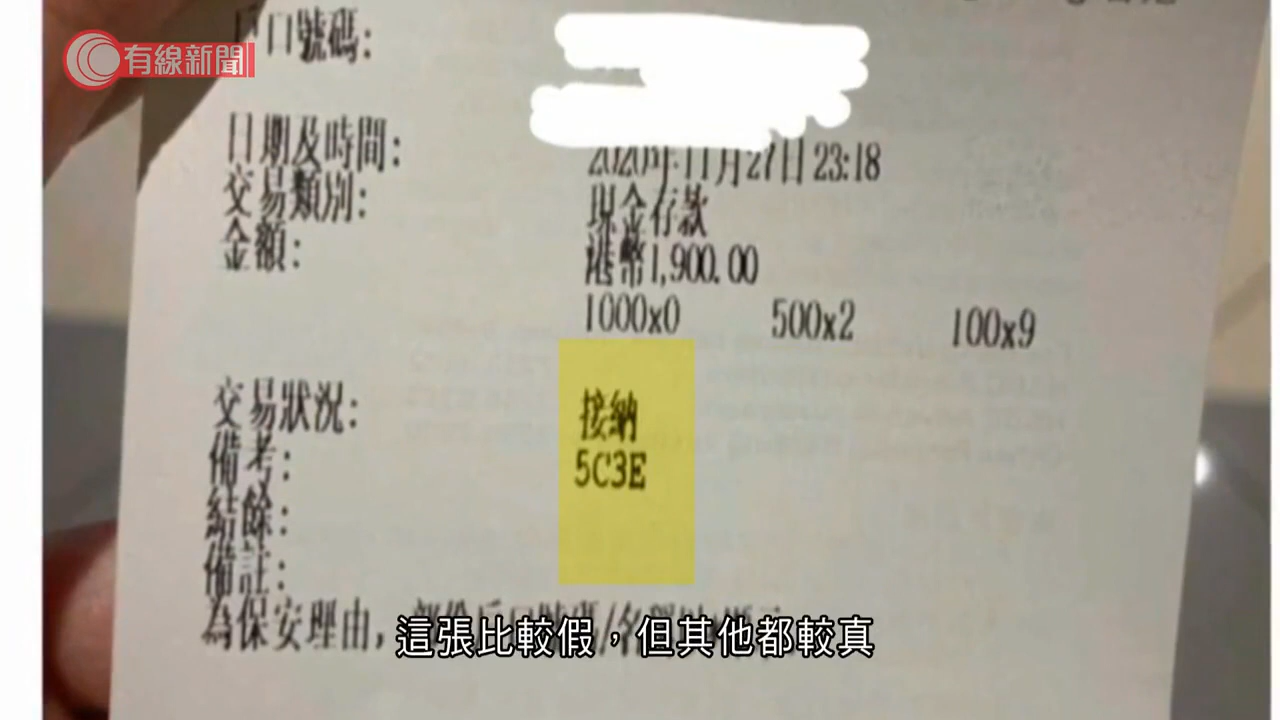 有線新聞
戶口號碼:
日期及時間: 2020年11月27日 23:18
交易類別: 現金存款
金額: 港幣1,900.00
1000x0 500x2 100x9
交易狀況: 接納
備考: 5C3E
結餘:
備註:
為保安理由,
這張比較假，但其他都較真